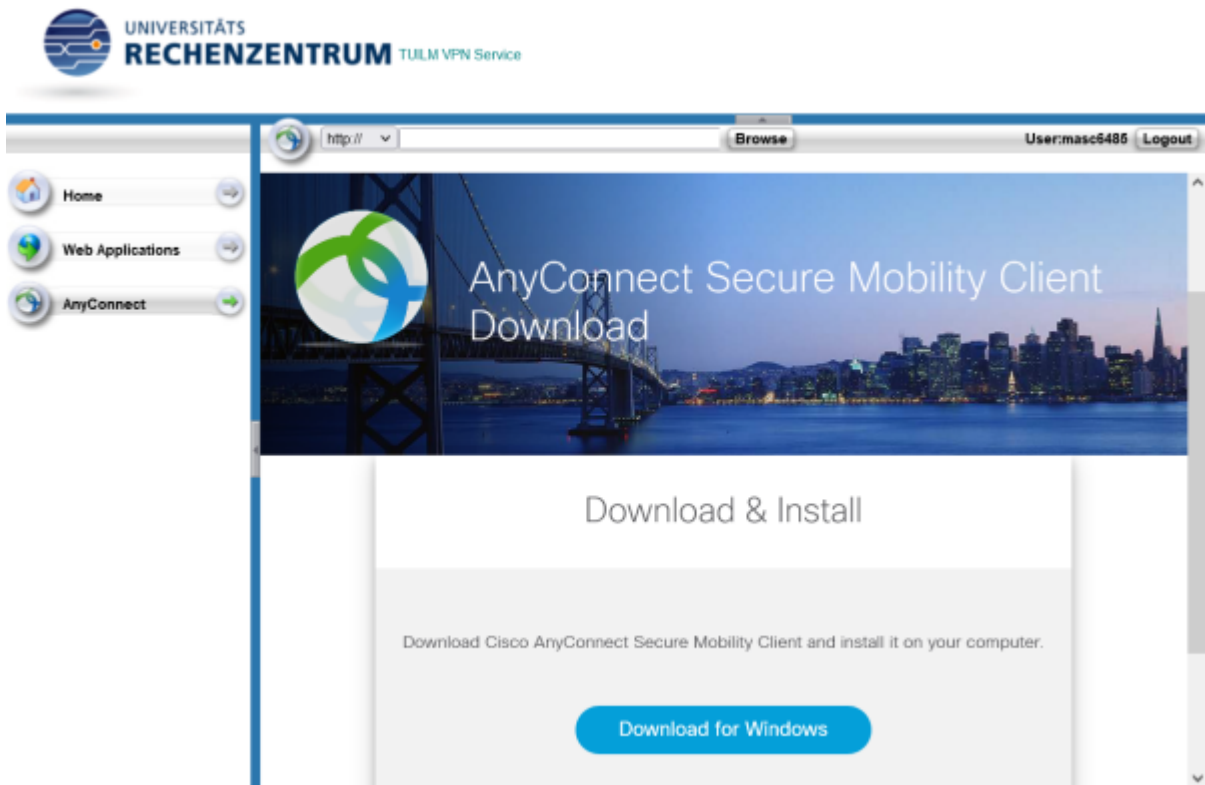 UNIVERSITÄTS
RECHENZENTRUM TUILM VPN Service
http:// Browse User:masc6485 Logout
Home
Web Applications
AnyConnect
AnyConnect Secure Mobility Client
Download
Download & Install
Download Cisco AnyConnect Secure Mobility Client and install it on your computer.
Download for Windows